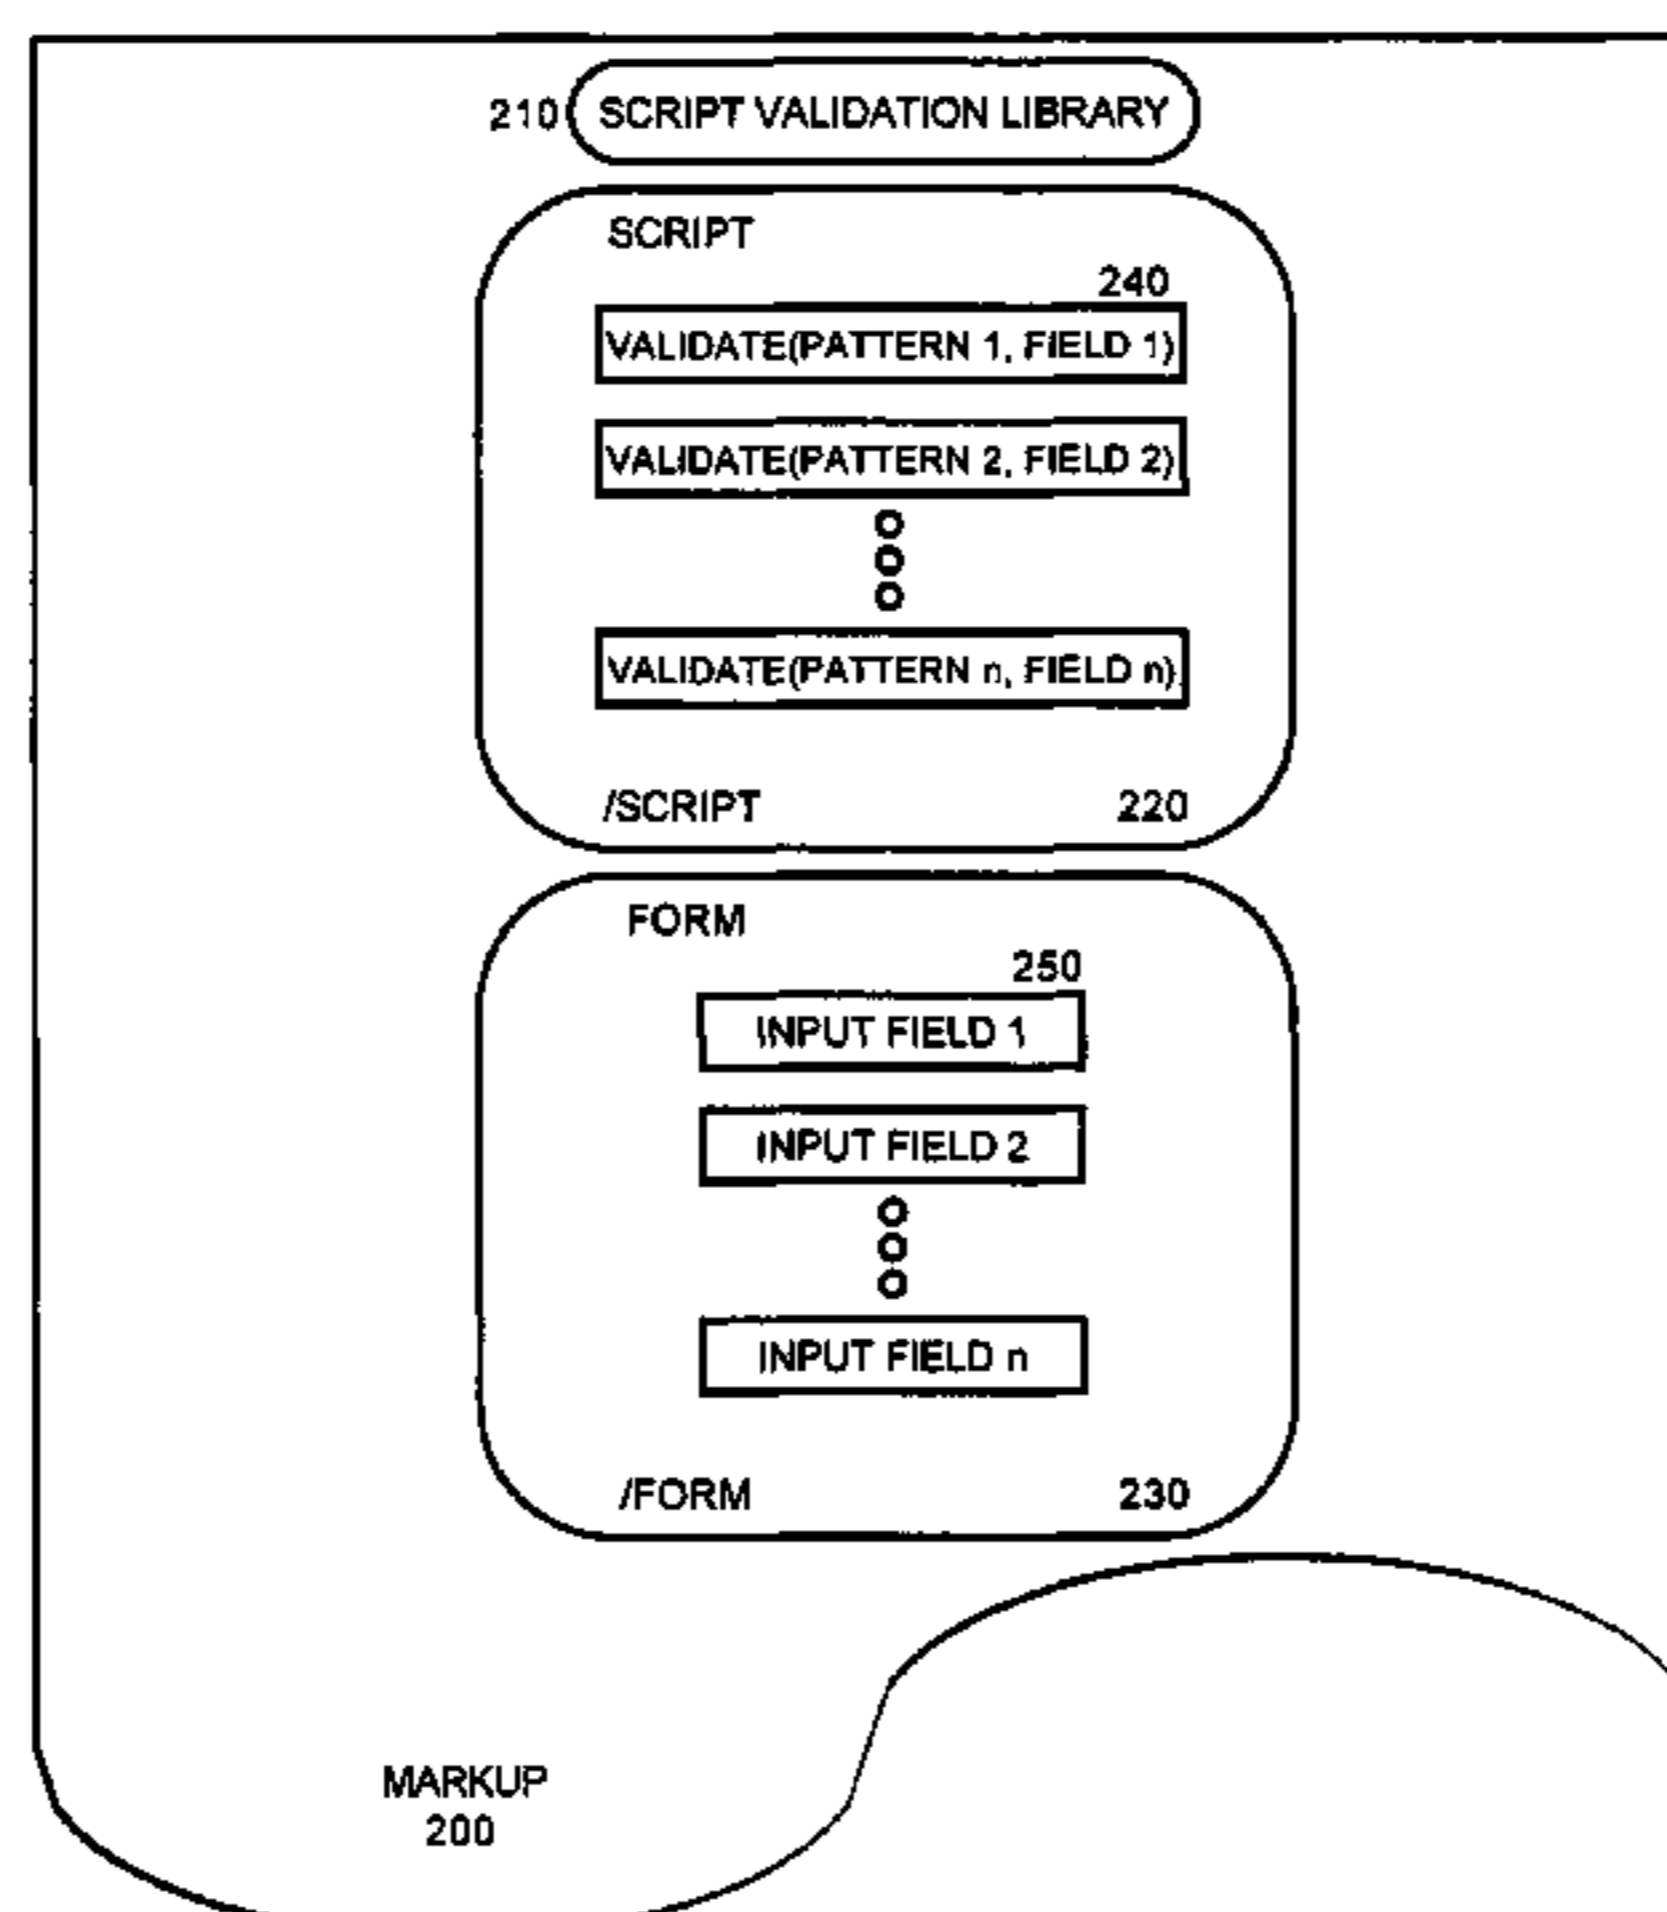 210 SCRIPT VALIDATION LIBRARY
SCRIPT
240
VALIDATE(PATTERN 1, FIELD 1)
VALIDATE(PATTERN 2, FIELD 2)
VALIDATE(PATTERN n, FIELD n)
/SCRIPT 220
FORM
250
INPUT FIELD 1
INPUT FIELD 2
INPUT FIELD n
/FORM 230
MARKUP
200